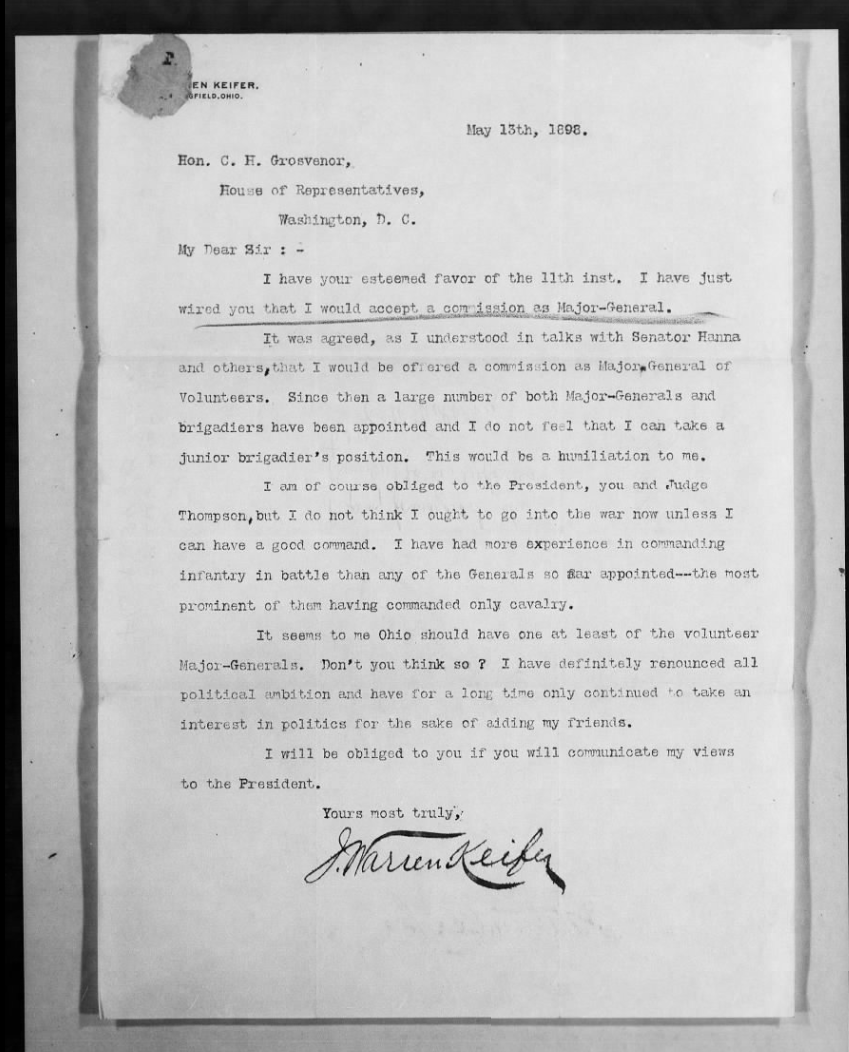 EN KEIFER.
GFIELD, OHIO.
May 13th, 1898.
Hon. C. H. Grosvenor,
House of Representatives,
Washington, D. C.
My Dear Sir : -
I have your esteemed favor of the 11th inst. I have just
wired you that I would accept a commission as Major-General.
It was agreed, as I understood in talks with Senator Hanna
and others, that I would be offered a commission as Major-General of
Volunteers. Since then a large number of both Major-Generals and
brigadiers have been appointed and I do not feel that I can take a
junior brigadier's position. This would be a humiliation to me.
I am of course obliged to the President, you and Judge
Thompson, but I do not think I ought to go into the war now unless I
can have a good command. I have had more experience in commanding
infantry in battle than any of the Generals so far appointed--the most
prominent of them having commanded only cavalry.
It seems to me Ohio should have one at least of the volunteer
Major-Generals. Don't you think so ? I have definitely renounced all
political ambition and have for a long time only continued to take an
interest in politics for the sake of aiding my friends.
I will be obliged to you if you will communicate my views
to the President.
Yours most truly,
J. Warren Keifer